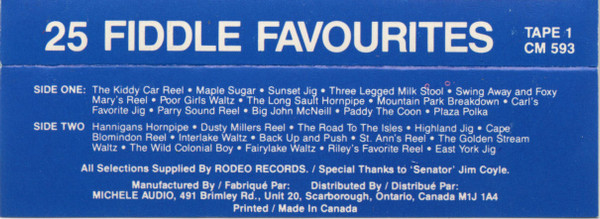 25 FIDDLE FAVOURITES
TAPE 1
CM 593
SIDE ONE: The Kiddy Car Reel • Maple Sugar • Sunset Jig • Three Legged Milk Stool • Swing Away and Foxy
Mary's Reel • Poor Girls Waltz • The Long Sault Hornpipe • Mountain Park Breakdown • Carl's
Favorite Jig • Parry Sound Reel • Big John McNeill • Paddy The Coon • Plaza Polka
SIDE TWO Hannigans Hornpipe • Dusty Millers Reel • The Road To The Isles • Highland Jig • Cape
Blomindon Reel • Interlake Waltz • Back Up and Push • St. Ann's Reel • The Golden Stream
Waltz • The Wild Colonial Boy • Fairylake Waltz • Riley's Favorite Reel • East York Jig
All Selections Supplied By RODEO RECORDS. / Special Thanks to 'Senator' Jim Coyle.
Manufactured By / Fabriqué Par: Distributed By / Distribué Par:
MICHELE AUDIO, 491 Brimley Rd., Unit 20, Scarborough, Ontario, Canada M1J 1A4
Printed / Made In Canada